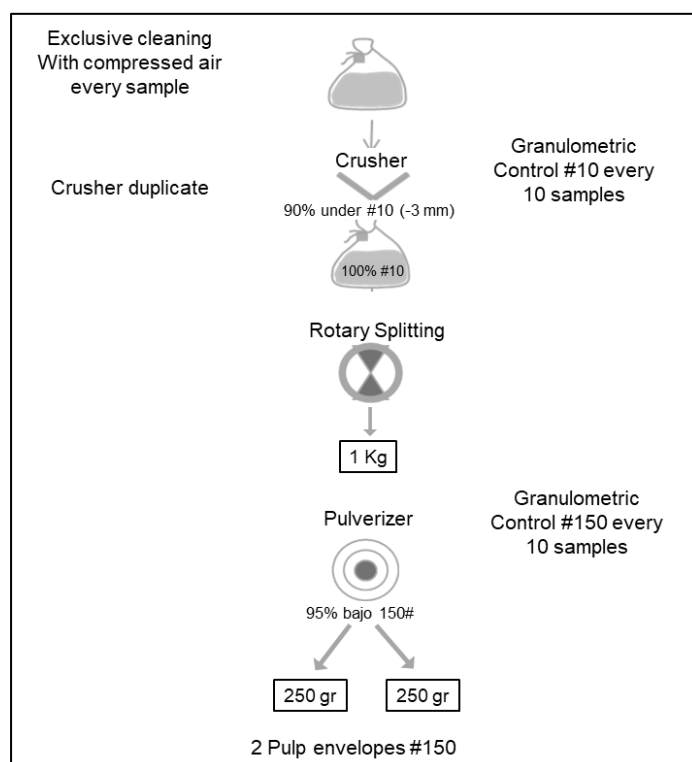 Exclusive cleaning
With compressed air
every sample
Crusher
Granulometric
Control #10 every
10 samples
Crusher duplicate
90% under #10 (-3 mm)
100% #10
Rotary Splitting
1 Kg
Granulometric
Control #150 every
10 samples
Pulverizer
95% bajo 150#
250 gr
250 gr
2 Pulp envelopes #150